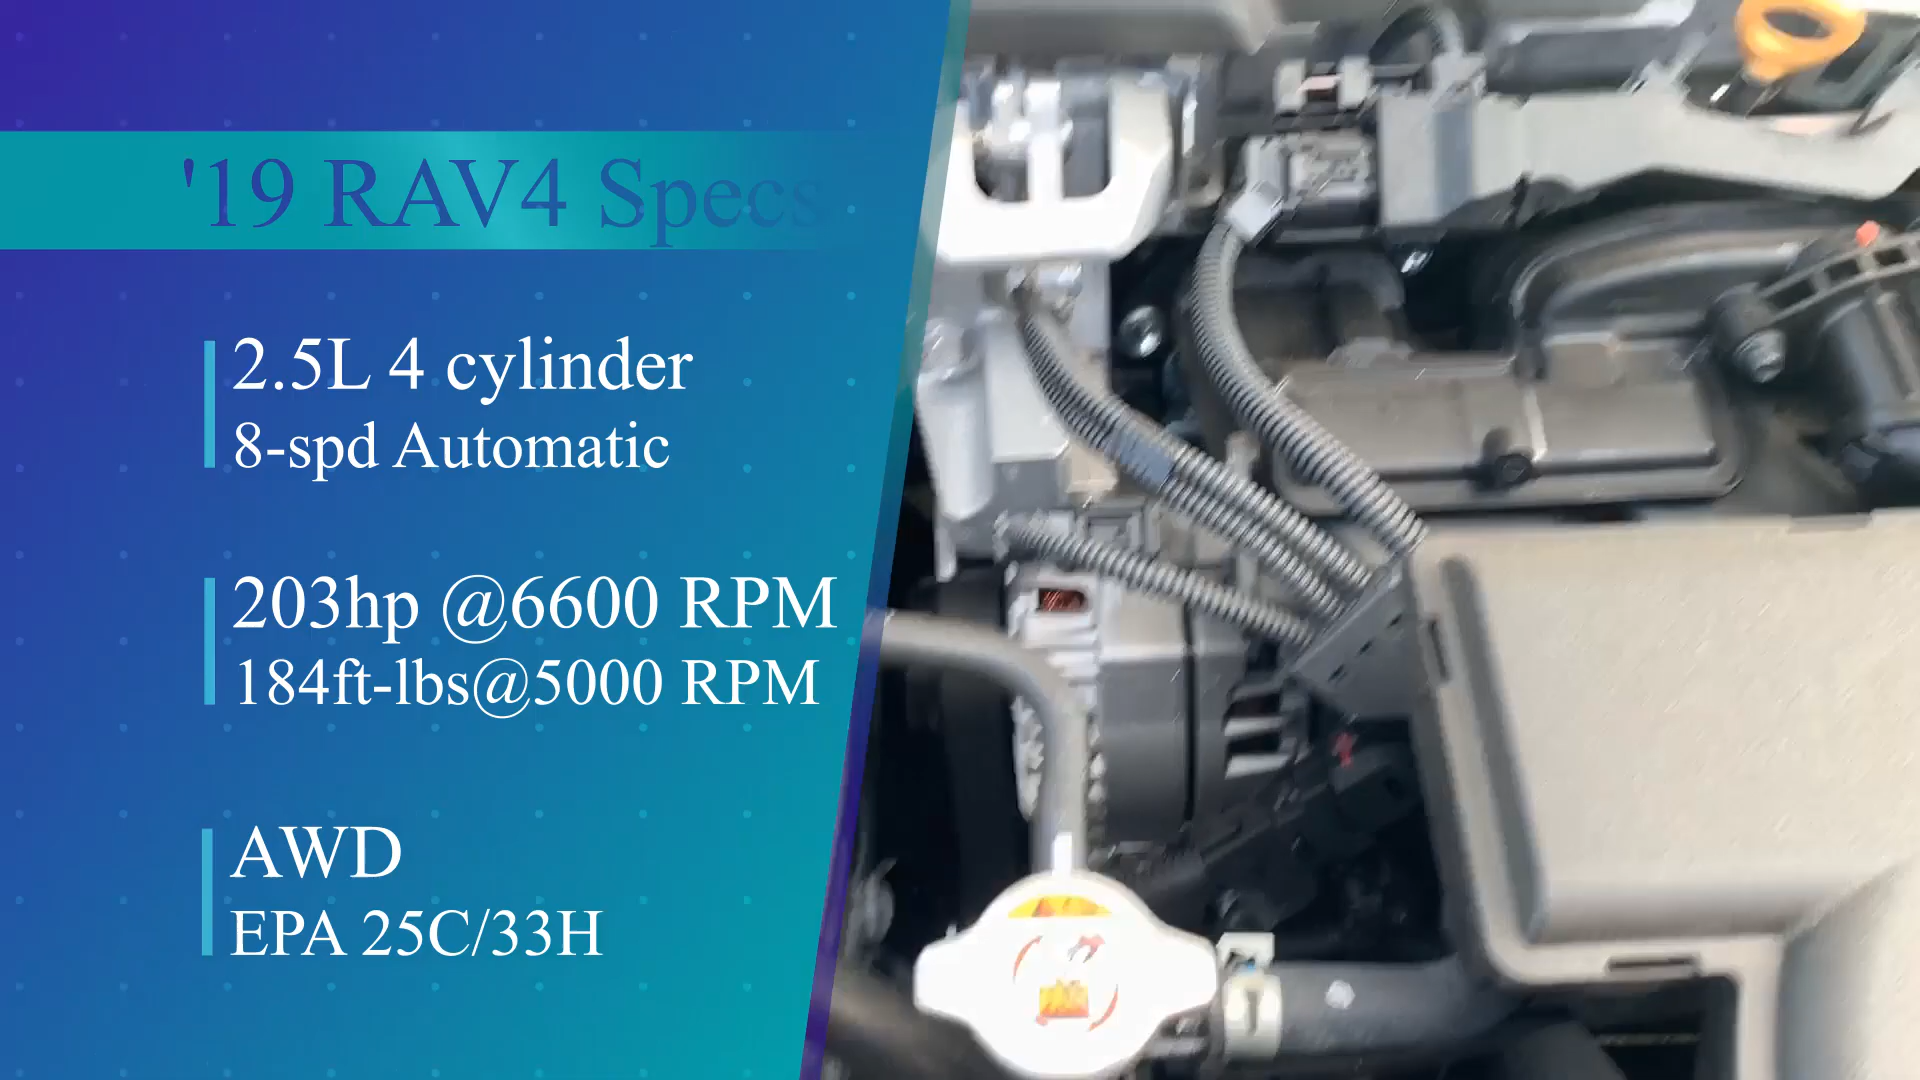 '19 RAV4 Specs
2.5L 4 cylinder
8-spd Automatic
203hp @6600 RPM
184ft-lbs@5000 RPM
AWD
EPA 25C/33H